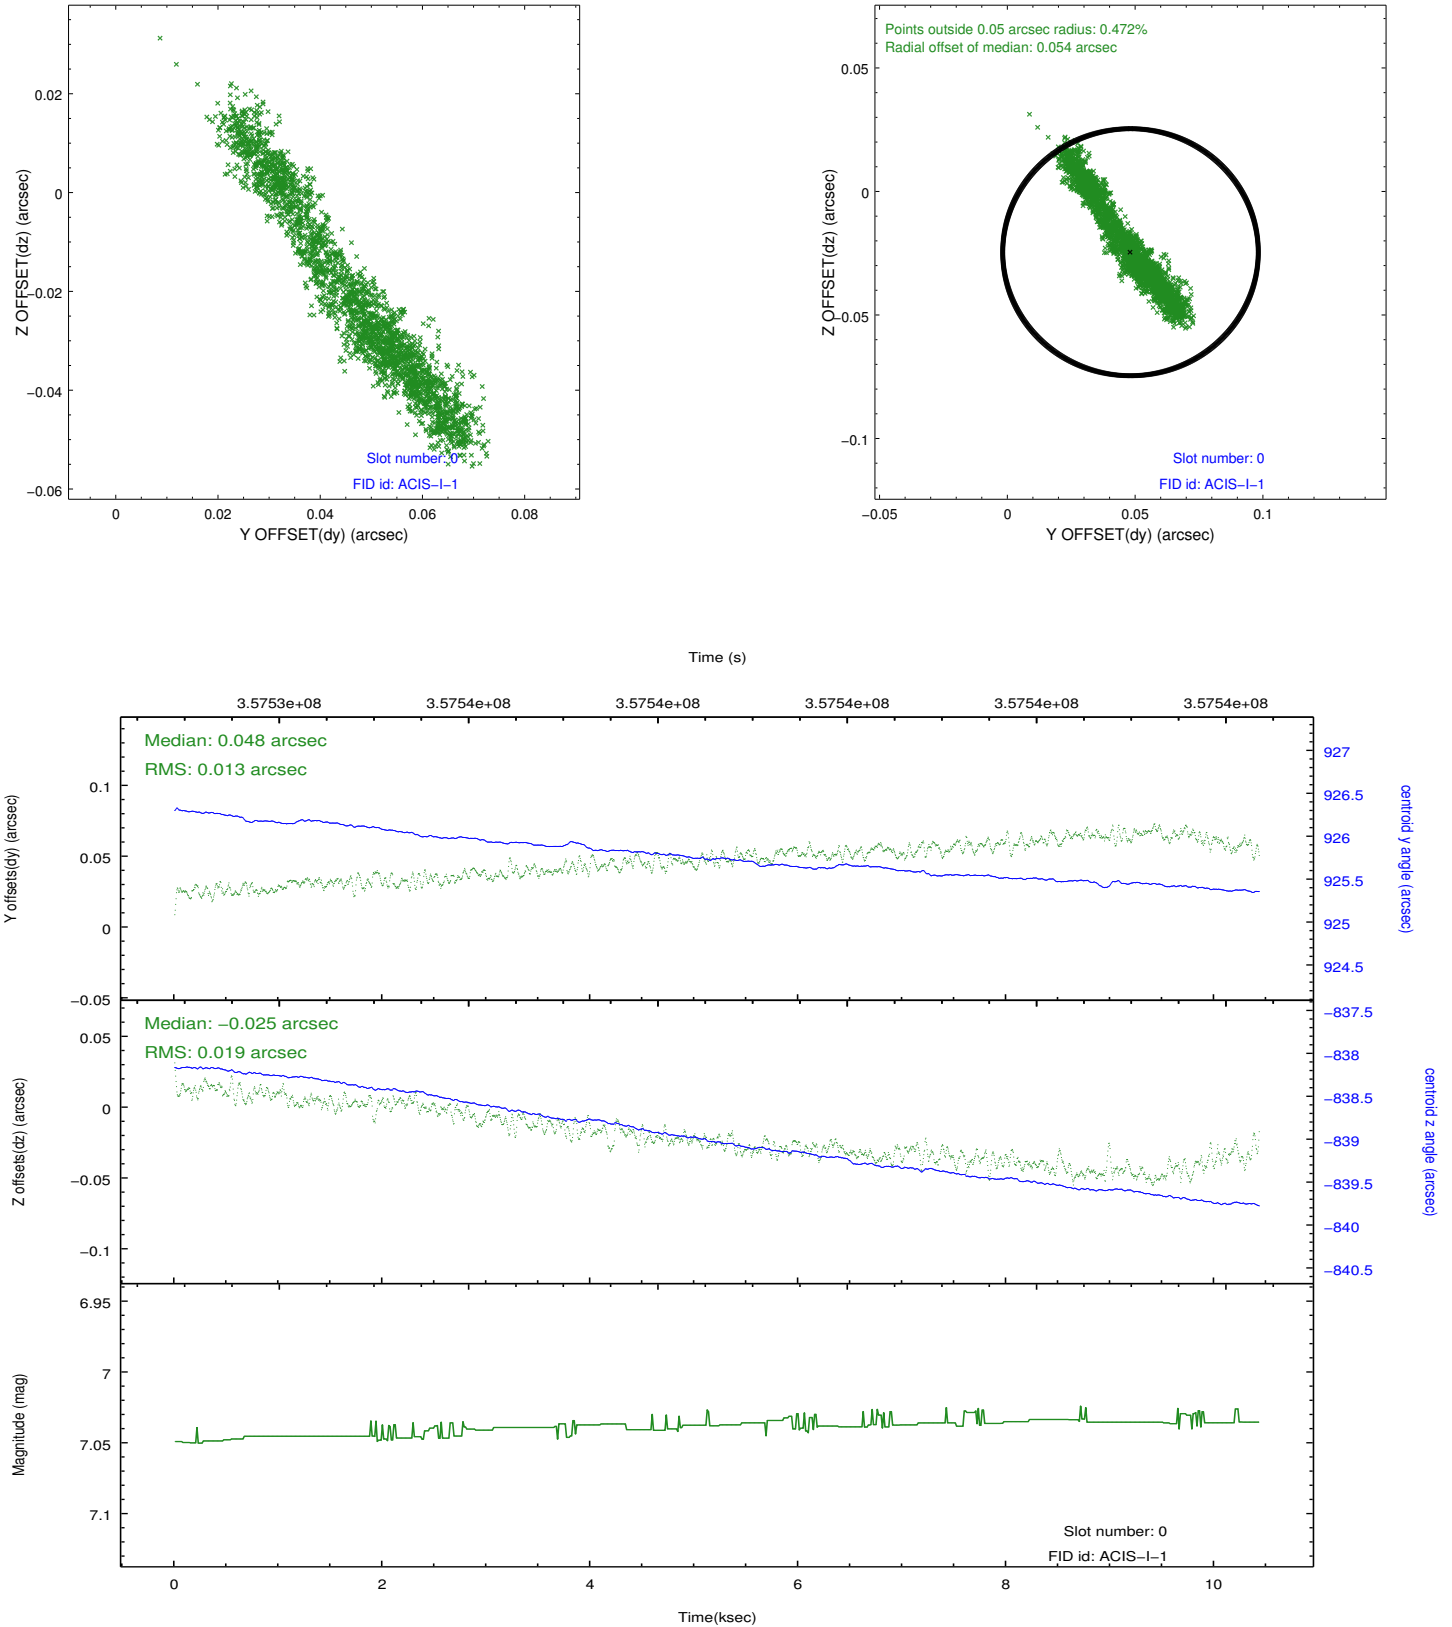 0.02
0
−0.02
−0.04
−0.06
Z OFFSET(dz) (arcsec)
Slot number: 0
FID id: ACIS−I−1
0
0.02
0.04
0.06
0.08
Y OFFSET(dy) (arcsec)
Points outside 0.05 arcsec radius: 0.472%
Radial offset of median: 0.054 arcsec
0.05
0
−0.05
−0.1
Z OFFSET(dz) (arcsec)
Slot number: 0
FID id: ACIS−I−1
−0.05
0
0.05
0.1
Y OFFSET(dy) (arcsec)
Time (s)
3.5753e+08
3.5754e+08
3.5754e+08
3.5754e+08
3.5754e+08
3.5754e+08
Median: 0.048 arcsec
RMS: 0.013 arcsec
0.1
0.05
0
−0.05
Y offsets(dy) (arcsec)
927
926.5
926
925.5
925
924.5
centroid y angle (arcsec)
Median: −0.025 arcsec
RMS: 0.019 arcsec
0.05
0
−0.05
−0.1
Z offsets(dz) (arcsec)
−837.5
−838
−838.5
−839
−839.5
−840
−840.5
centroid z angle (arcsec)
6.95
7
7.05
7.1
Magnitude (mag)
Slot number: 0
FID id: ACIS−I−1
0
2
4
6
8
10
Time(ksec)